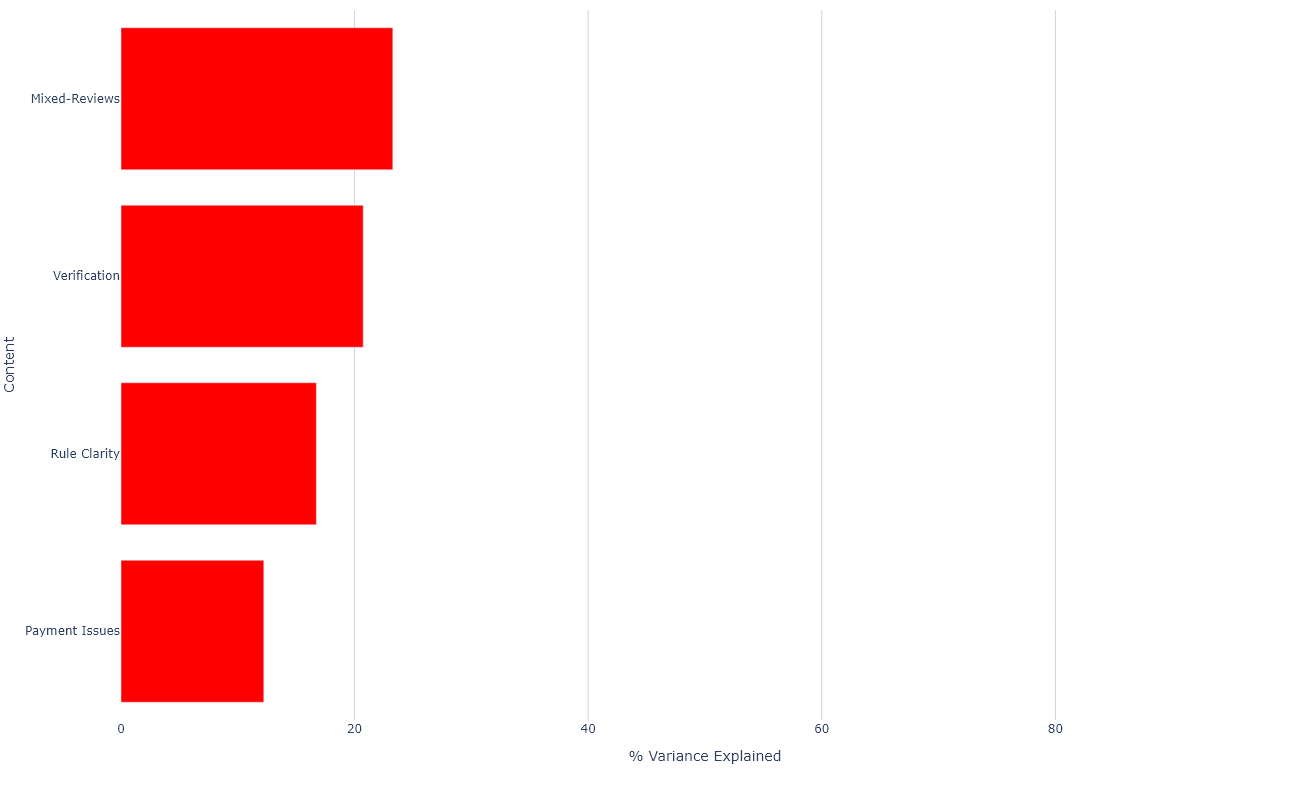 Mixed-Reviews
Verification
Rule Clarity
Payment Issues
Content
0 20 40 60 80
% Variance Explained